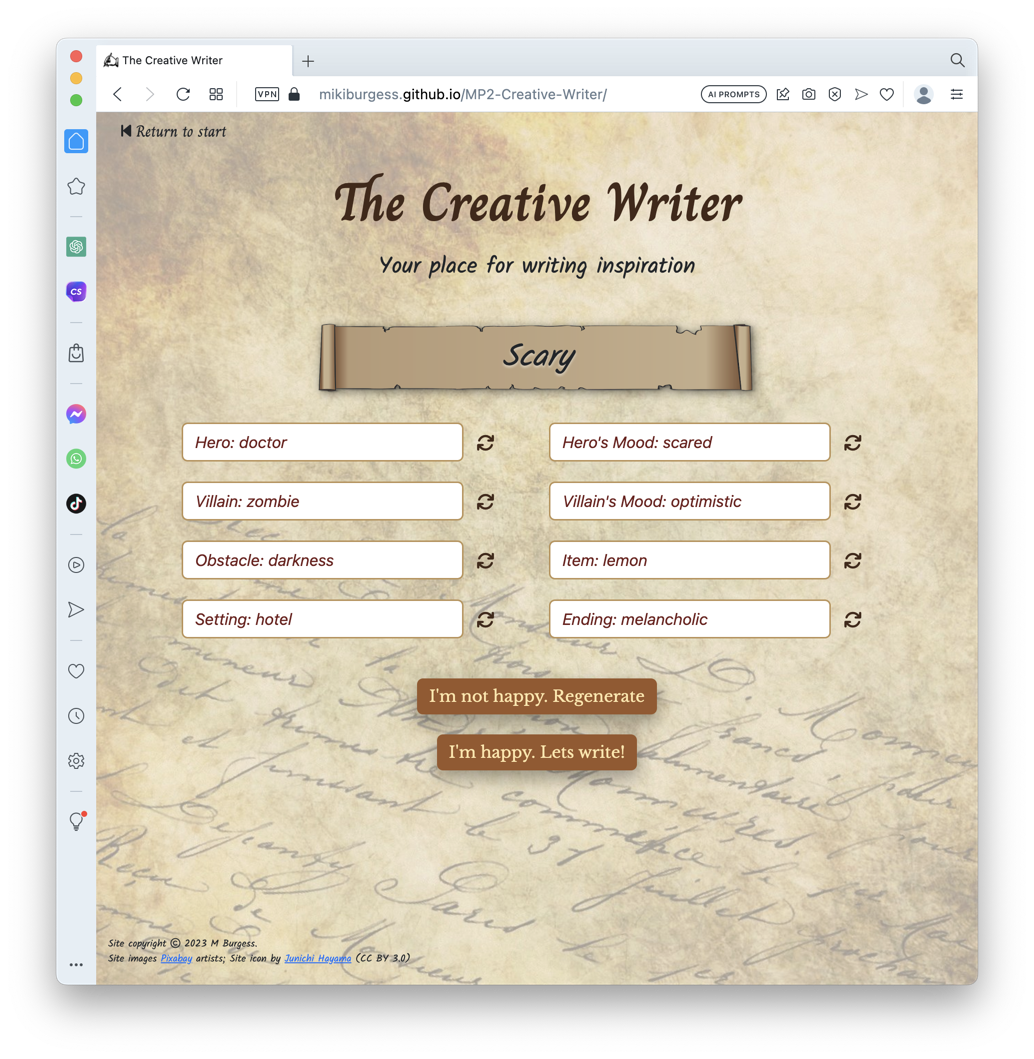 The Creative Writer
VPN
mikiburgess.github.io/MP2-Creative-Writer/
AI PROMPTS
CS
Return to start
The Creative Writer
Your place for writing inspiration
Scary
Hero: doctor
Hero's Mood: scared
Villain: zombie
Villain's Mood: optimistic
Obstacle: darkness
Item: lemon
Setting: hotel
Ending: melancholic
I'm not happy. Regenerate
I'm happy. Lets write!
Site copyright © 2023 M Burgess.
Site images Pixabay artists; Site icon by Junichi Hayama (CC BY 3.0)